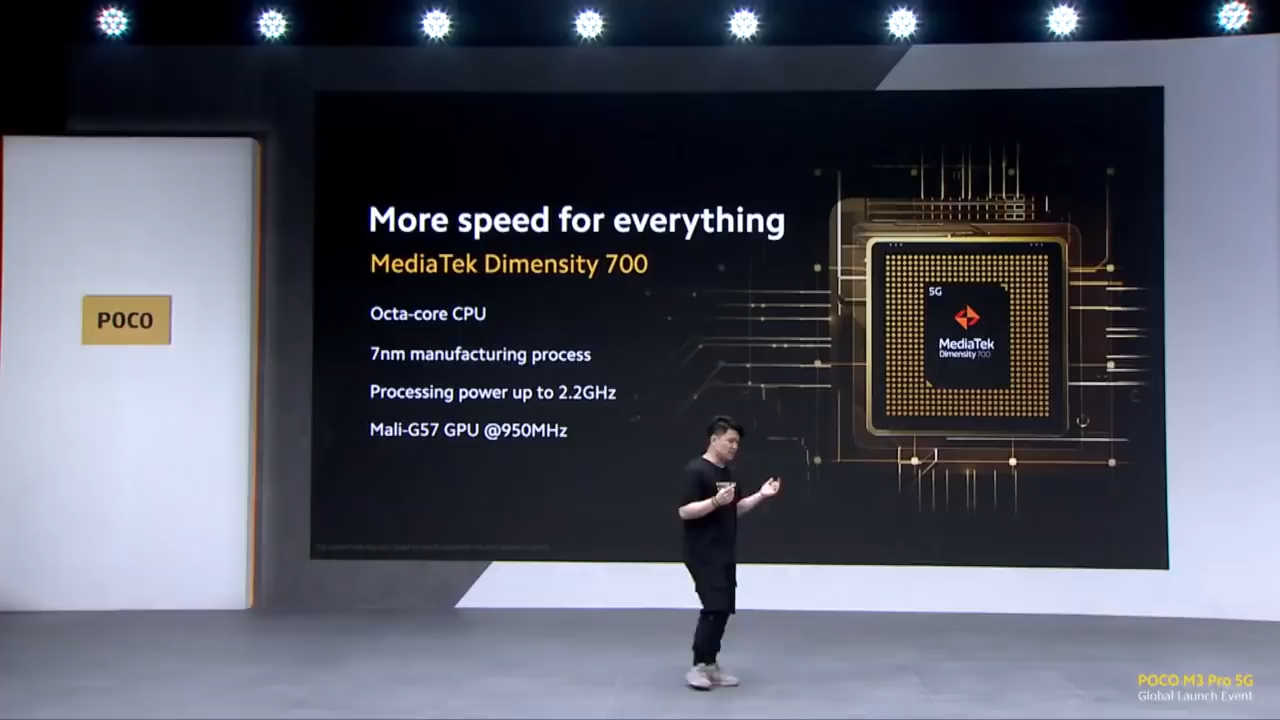 More speed for everything
MediaTek Dimensity 700
Octa-core CPU
7nm manufacturing process
Processing power up to 2.2GHz
Mali-G57 GPU @950MHz
5G
MediaTek
Dimensity 700
POCO
POCO M3 Pro 5G
Global Launch Event